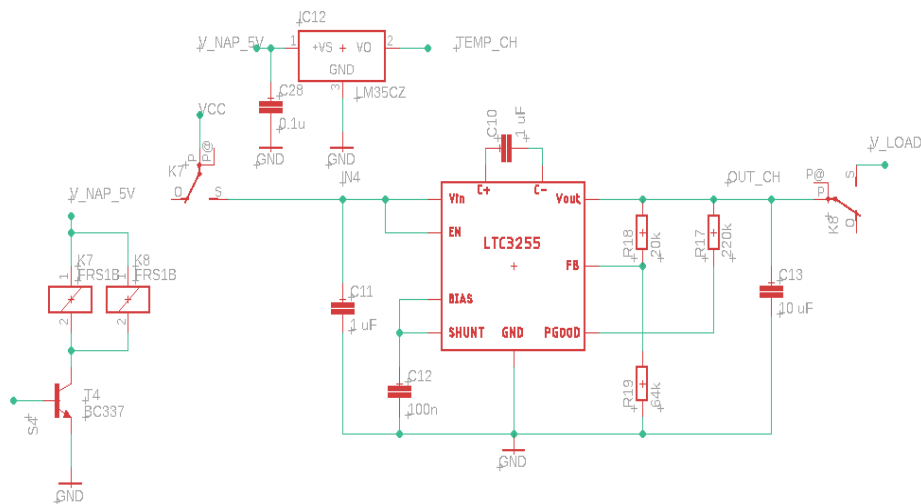 IC12
V_NAP_5V
1
+VS
VO
2
TEMP_CH
GND
3
LM35CZ
C28
0.1u
GND
GND
VCC
P
P@
K7
O
S
IN4
C10
1 uF
C+
C-
Vin
Vout
EN
LTC3255
FB
BIAS
SHUNT
GND
PGooD
OUT_CH
P@
P
S
O
K8
V_LOAD
V_NAP_5V
K7
FRS1B
1
2
K8
FRS1B
1
2
R18
20k
R17
220k
C11
1 uF
C13
10 uF
C12
100n
R19
64k
T4
BC337
S4
GND
GND